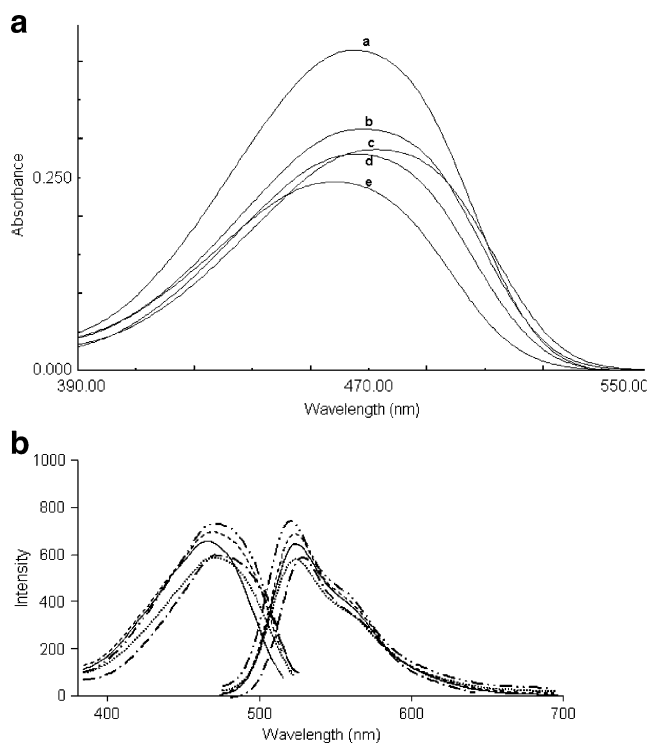 a
a
b
c
d
e
Absorbance
0.250
0.000
390.00 470.00 550.00
Wavelength (nm)
b
1000
800
600
400
200
0
Intensity
400 500 600 700
Wavelength (nm)